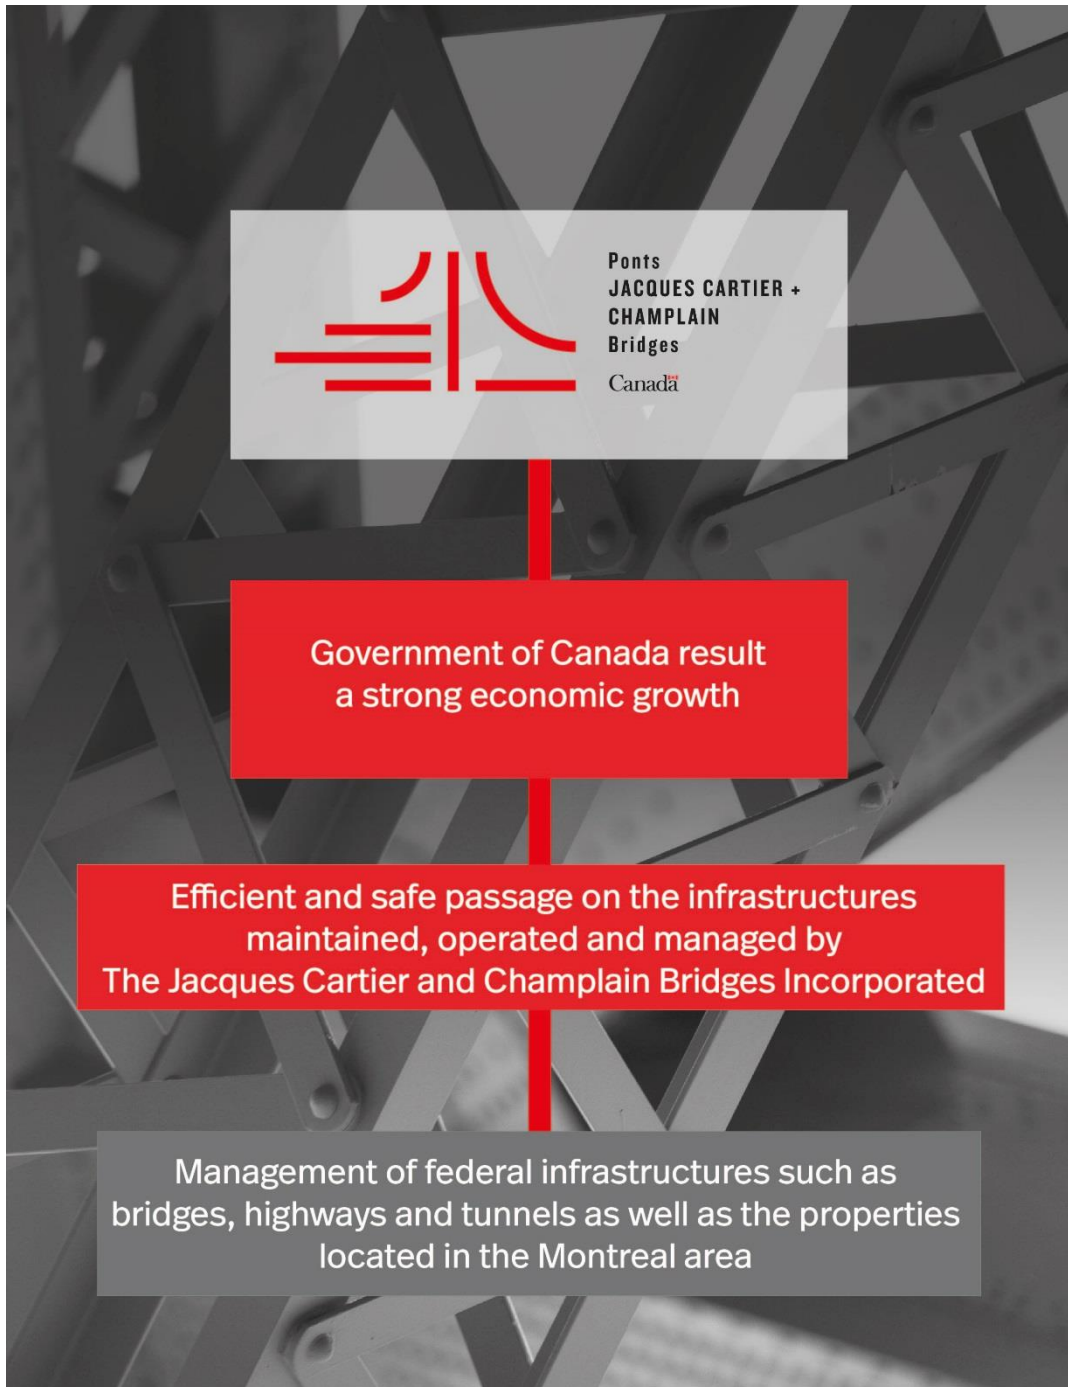 Ponts
JACQUES CARTIER +
CHAMPLAIN
Bridges
Canada
Government of Canada result
a strong economic growth
Efficient and safe passage on the infrastructures
maintained, operated and managed by
The Jacques Cartier and Champlain Bridges Incorporated
Management of federal infrastructures such as
bridges, highways and tunnels as well as the properties
located in the Montreal area